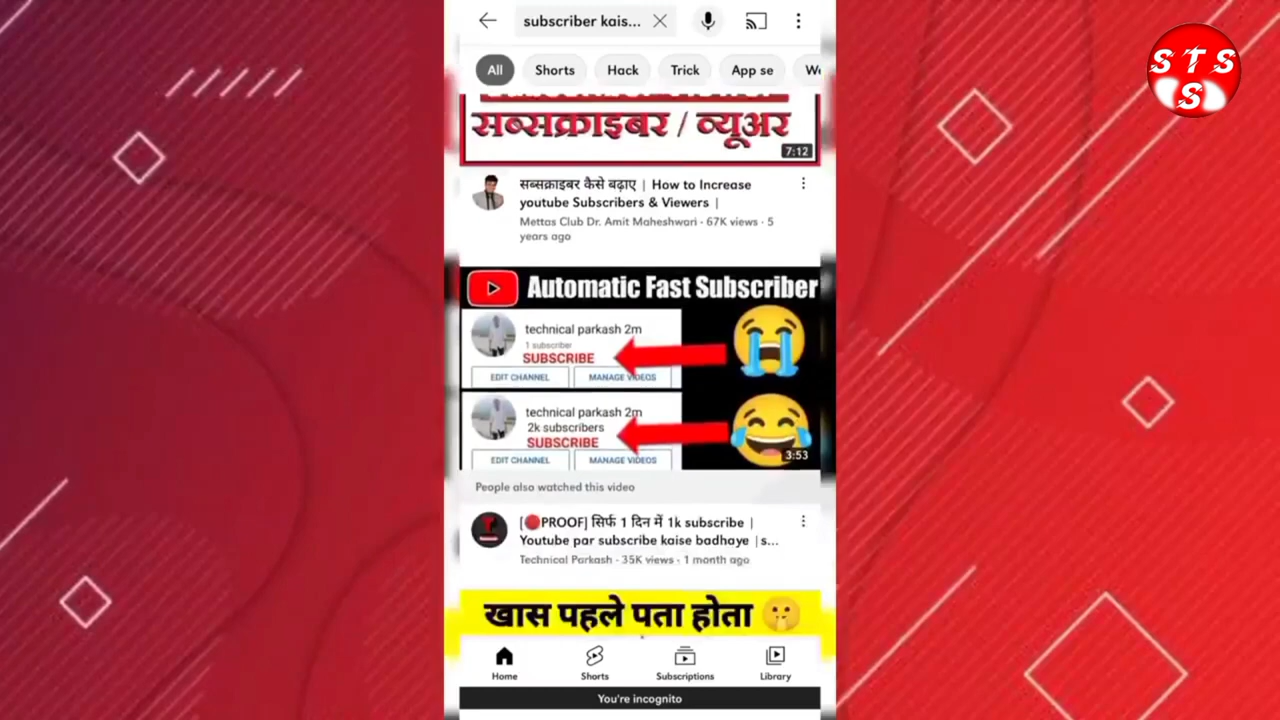 subscriber kais...
STS
S
All
Shorts
Hack
Trick
App se
सब्सक्राइबर / व्यूअर
7:12
सब्सक्राइबर कैसे बढ़ाए | How to Increase
youtube Subscribers & Viewers |
Mettas Club Dr. Amit Maheshwari · 67K views · 5
years ago
Automatic Fast Subscriber
technical parkash 2m
1 subscriber
SUBSCRIBE
EDIT CHANNEL
MANAGE VIDEOS
technical parkash 2m
2k subscribers
SUBSCRIBE
EDIT CHANNEL
MANAGE VIDEOS
3:53
People also watched this video
[🔴PROOF] सिर्फ 1 दिन में 1k subscribe |
Youtube par subscribe kaise badhaye | s...
Technical Parkash · 35K views · 1 month ago
खास पहले पता होता 🤫
Home
Shorts
Subscriptions
Library
You're incognito